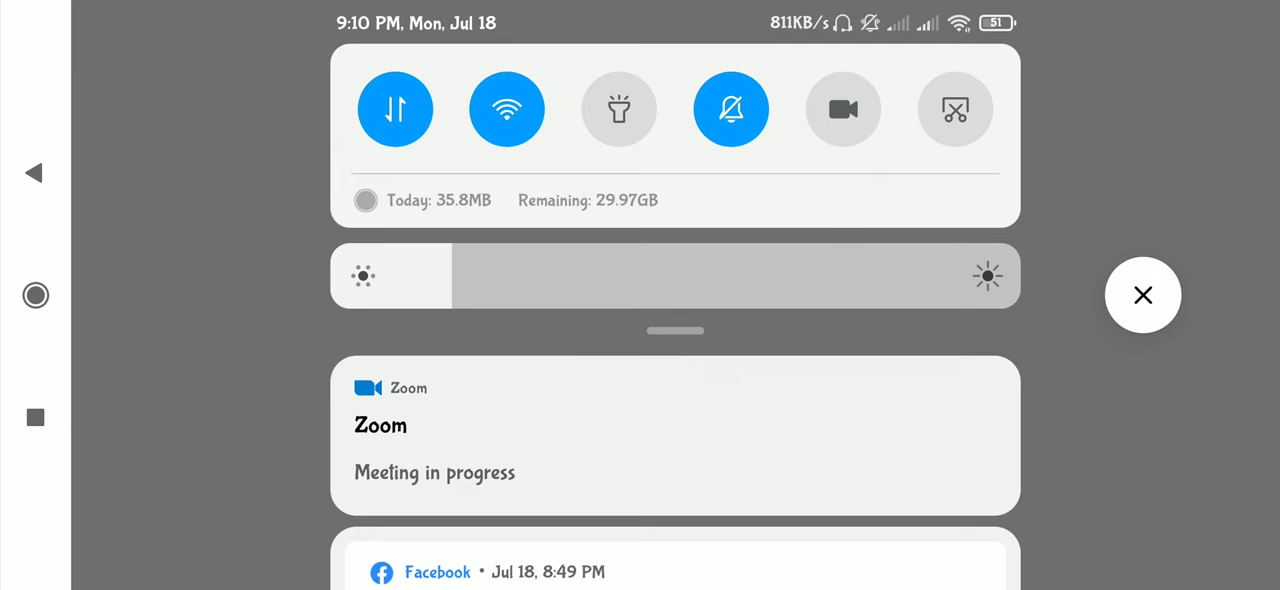 9:10 PM, Mon, Jul 18
811KB/s
51
Today: 35.8MB Remaining: 29.97GB
Zoom
Zoom
Meeting in progress
Facebook • Jul 18, 8:49 PM